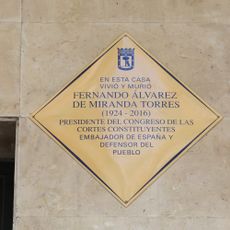 EN ESTA CASA
VIVIÓ Y MURIÓ
FERNANDO ÁLVAREZ
DE MIRANDA TORRES
(1924 - 2016)
PRESIDENTE DEL CONGRESO DE LAS
CORTES CONSTITUYENTES
EMBAJADOR DE ESPAÑA Y
DEFENSOR DEL
PUEBLO